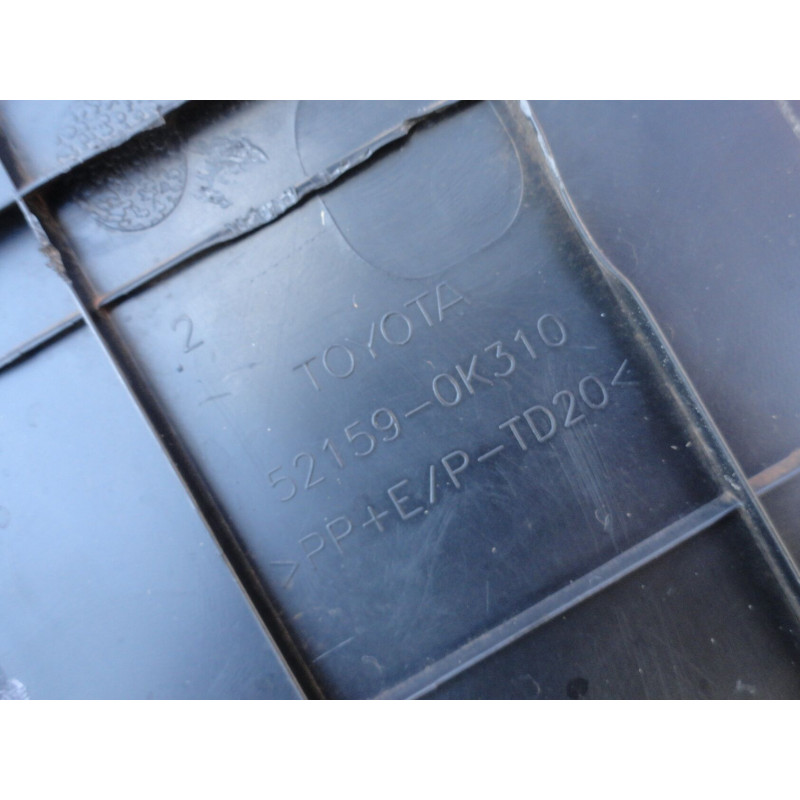 2
TOYOTA
52159-0K310
>PP+E/P-TD20<